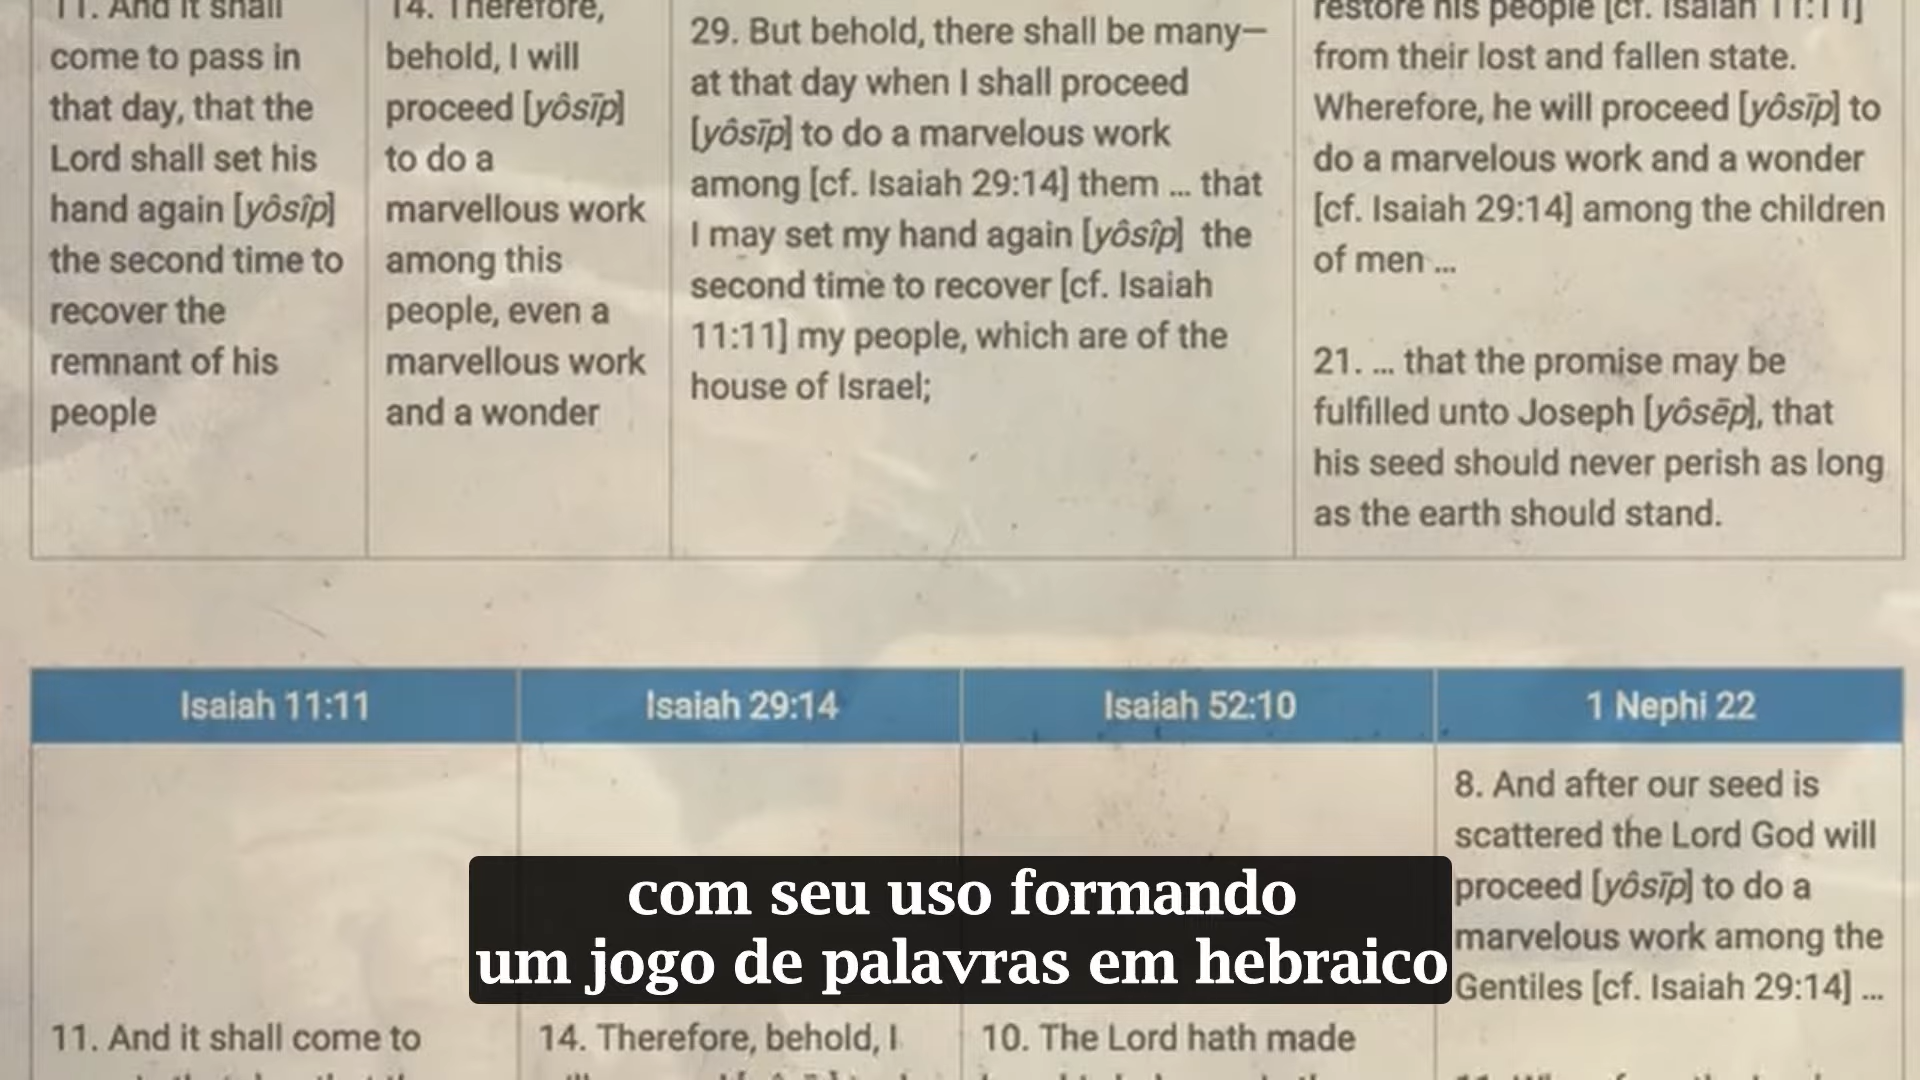 11. And it shall
come to pass in
that day, that the
Lord shall set his
hand again [yôsîp]
the second time to
recover the
remnant of his
people
14. Therefore,
behold, I will
proceed [yôsīp]
to do a
marvellous work
among this
people, even a
marvellous work
and a wonder
29. But behold, there shall be many—
at that day when I shall proceed
[yôsīp] to do a marvelous work
among [cf. Isaiah 29:14] them ... that
I may set my hand again [yôsîp] the
second time to recover [cf. Isaiah
11:11] my people, which are of the
house of Israel;
restore his people [cf. Isaiah 11:11]
from their lost and fallen state.
Wherefore, he will proceed [yôsīp] to
do a marvelous work and a wonder
[cf. Isaiah 29:14] among the children
of men ...
21. ... that the promise may be
fulfilled unto Joseph [yôsēp], that
his seed should never perish as long
as the earth should stand.
Isaiah 11:11
Isaiah 29:14
Isaiah 52:10
1 Nephi 22
8. And after our seed is
scattered the Lord God will
proceed [yôsīp] to do a
marvelous work among the
Gentiles [cf. Isaiah 29:14] ...
11. And it shall come to
14. Therefore, behold, I
10. The Lord hath made
com seu uso formando
um jogo de palavras em hebraico